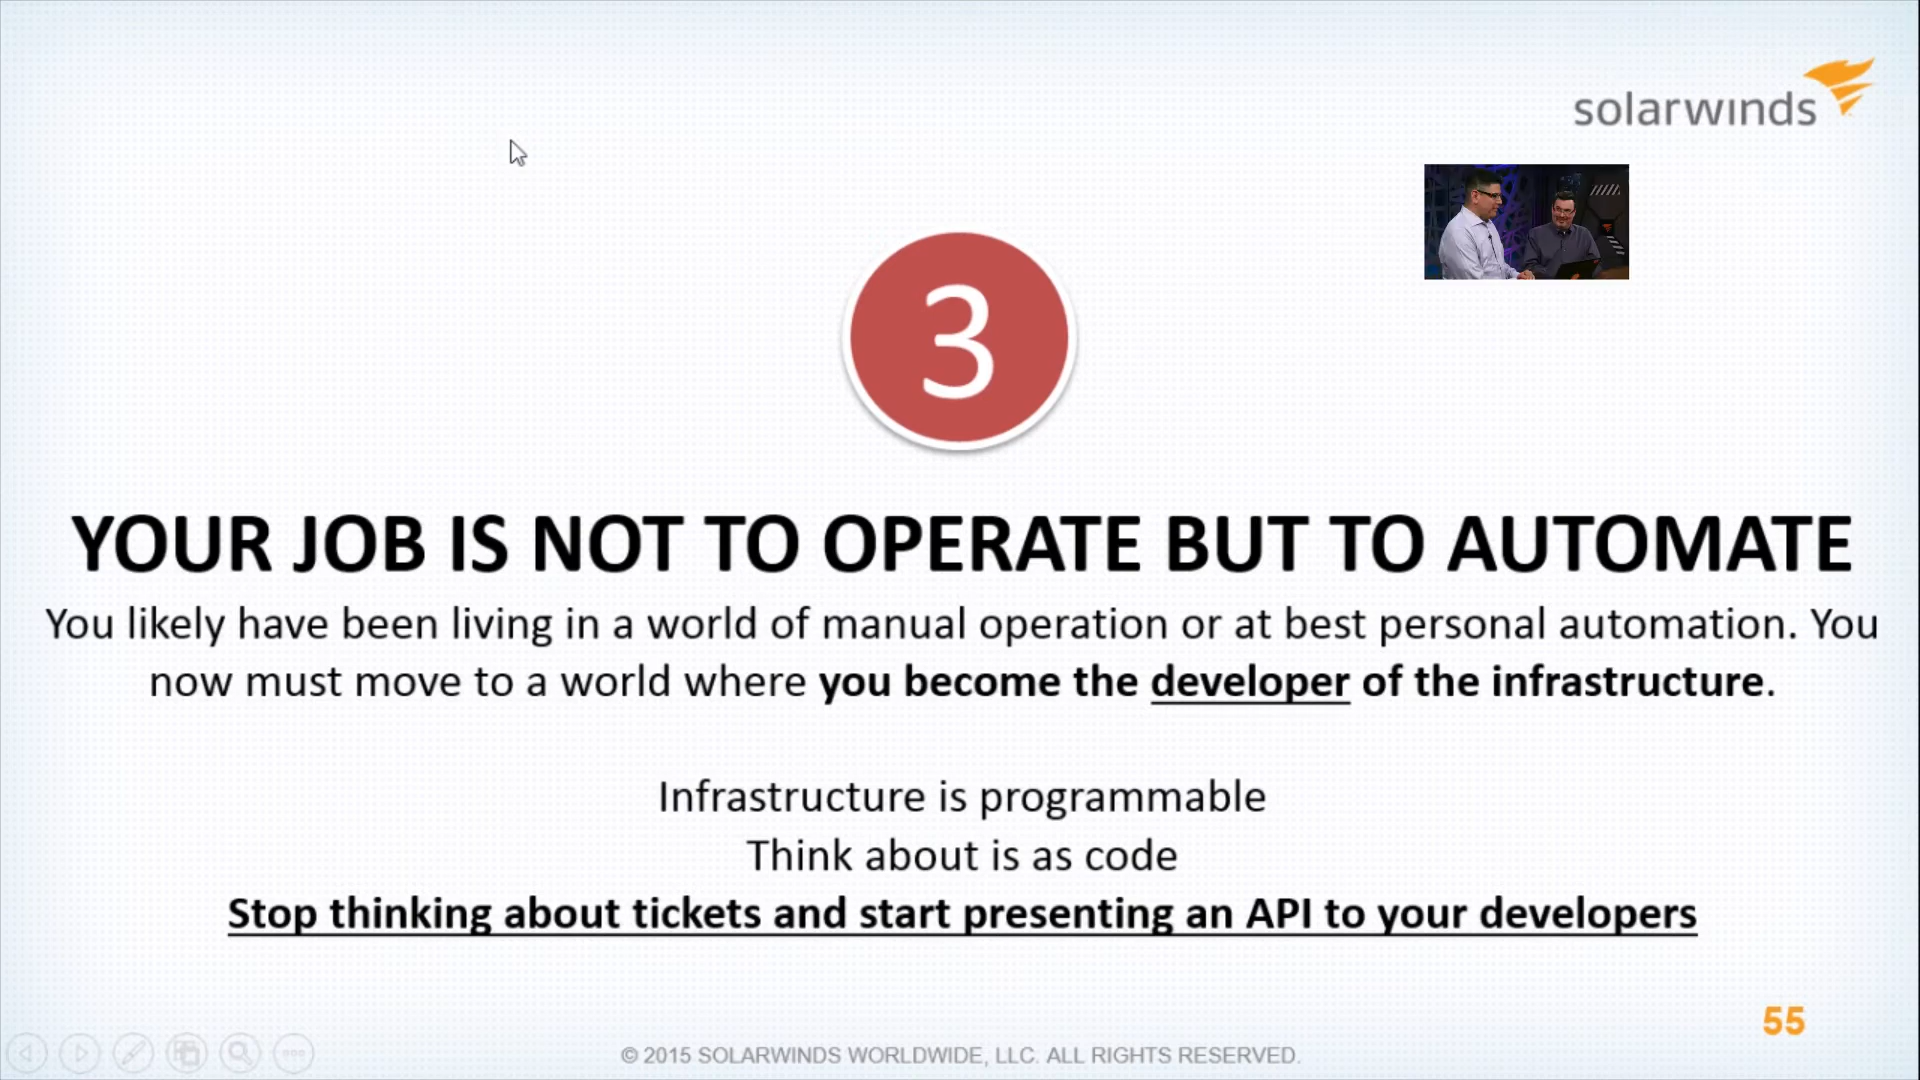 solarwinds
3
YOUR JOB IS NOT TO OPERATE BUT TO AUTOMATE
You likely have been living in a world of manual operation or at best personal automation. You
now must move to a world where you become the developer of the infrastructure.
Infrastructure is programmable
Think about is as code
Stop thinking about tickets and start presenting an API to your developers
55
© 2015 SOLARWINDS WORLDWIDE, LLC. ALL RIGHTS RESERVED.